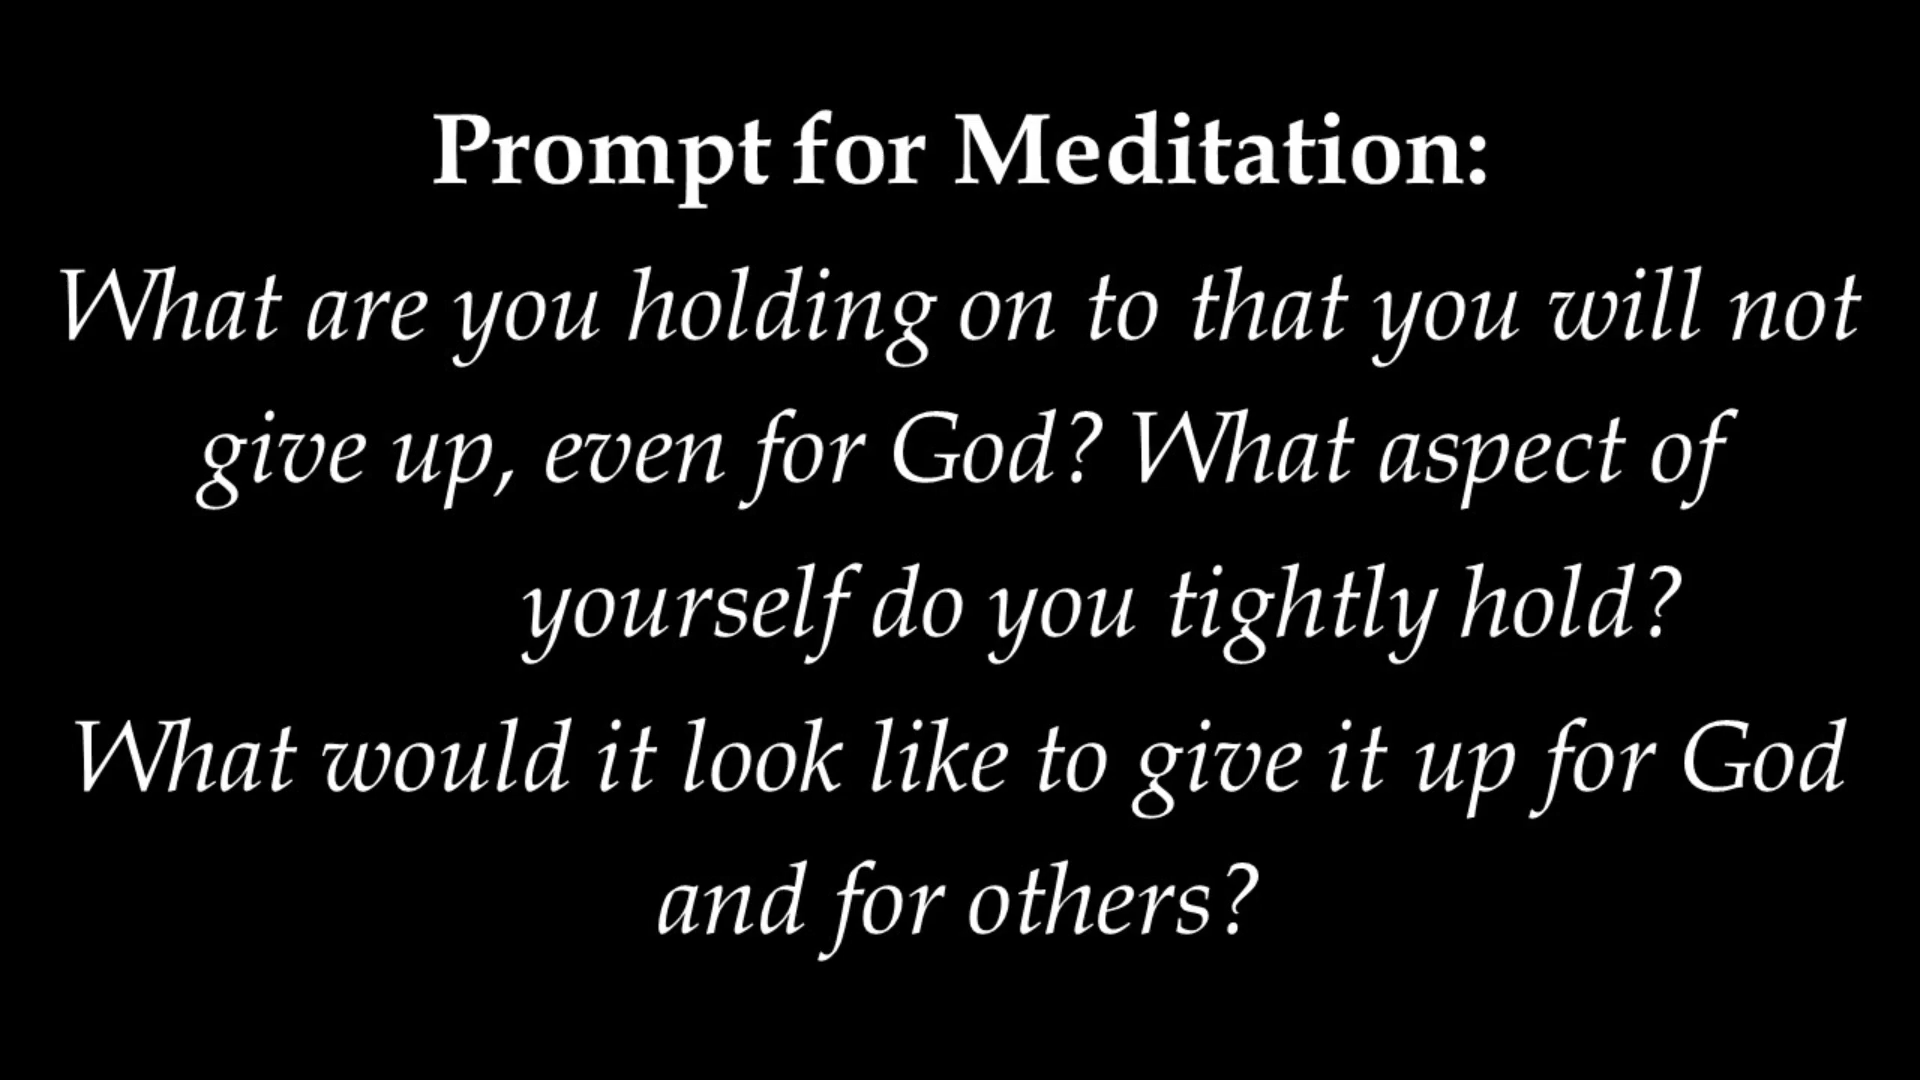 Prompt for Meditation:
What are you holding on to that you will not
give up, even for God? What aspect of
yourself do you tightly hold?
What would it look like to give it up for God
and for others?